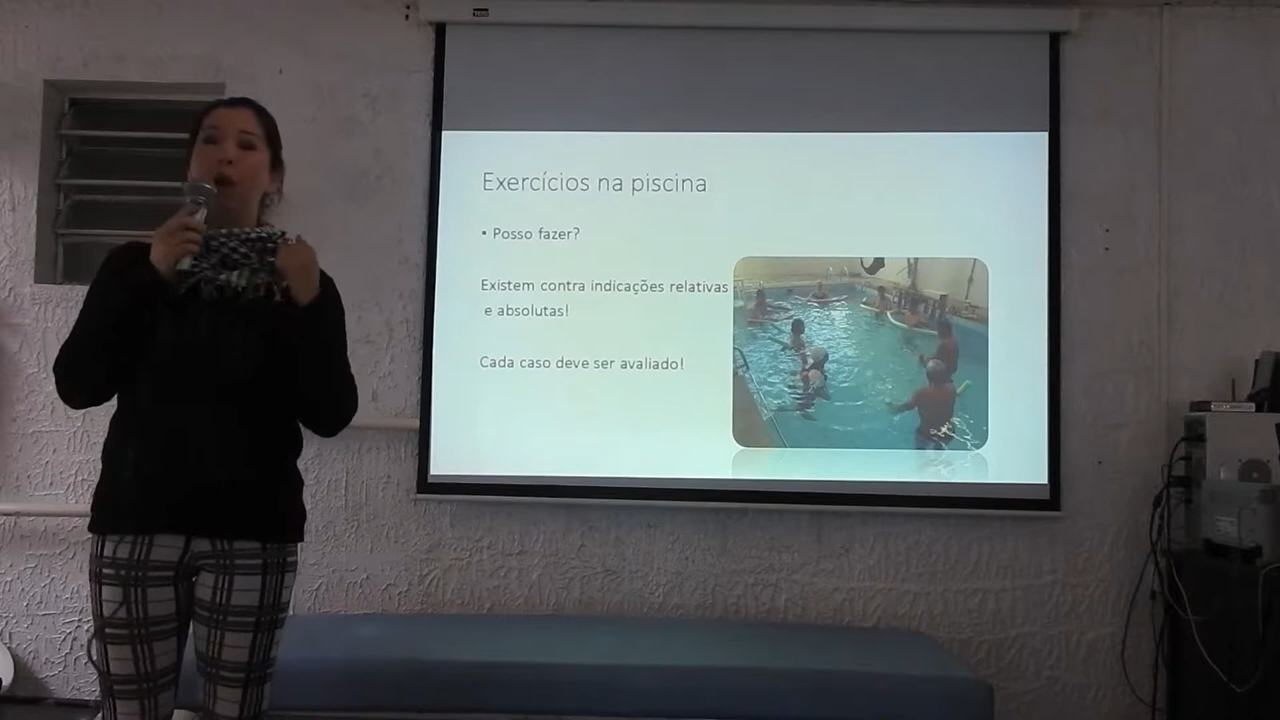 Exercícios na piscina
• Posso fazer?
Existem contra indicações relativas
e absolutas!
Cada caso deve ser avaliado!